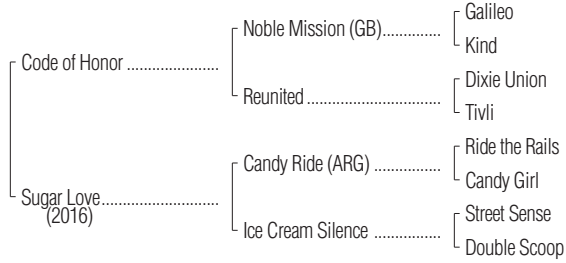 Galileo
Noble Mission (GB)..............
Kind
Code of Honor ......................
Dixie Union
Reunited.................................
Tivli
Ride the Rails
Candy Ride (ARG) ................
Candy Girl
Sugar Love............................
(2016)
Street Sense
Ice Cream Silence ................
Double Scoop